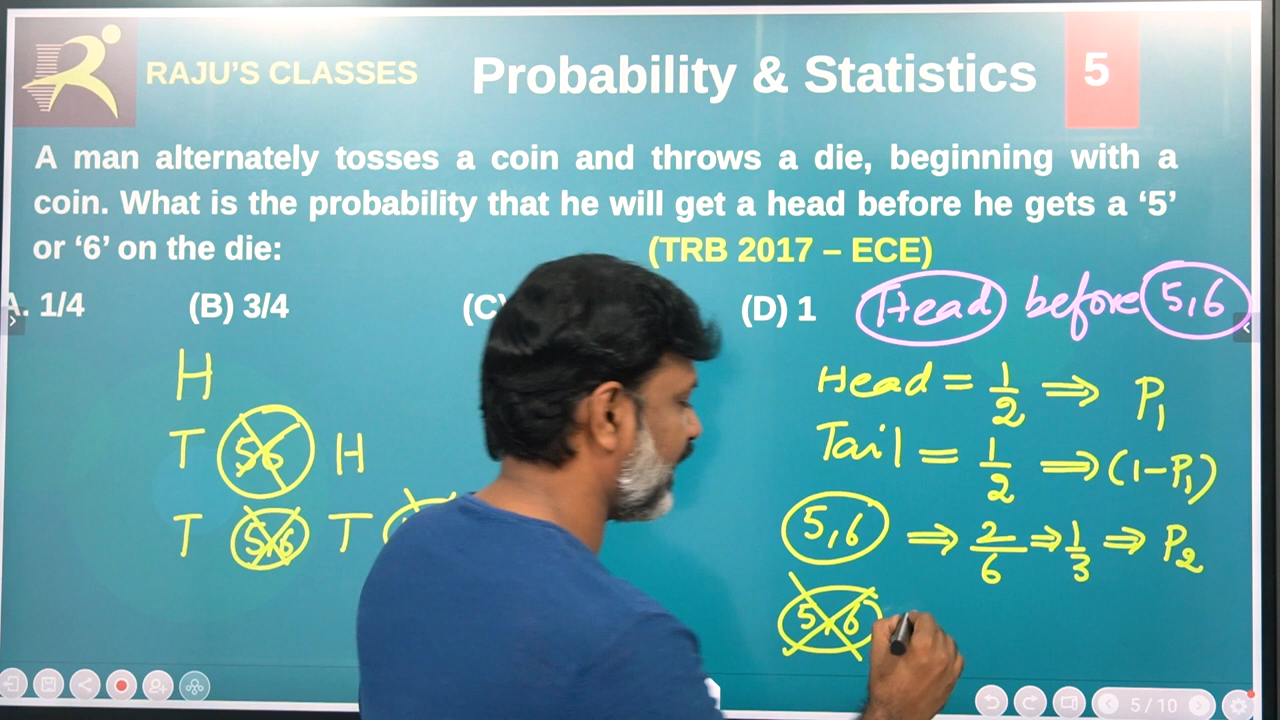 RAJU'S CLASSES
Probability & Statistics
5
A man alternately tosses a coin and throws a die, beginning with a
coin. What is the probability that he will get a head before he gets a ‘5’
or ‘6’ on the die:
(TRB 2017 – ECE)
A. 1/4 (B) 3/4 (C) (D) 1
Head before 5,6
H
T 5,6 H
T 5,6 T
Head = 1/2 ⇒ P₁
Tail = 1/2 ⇒ (1-P₁)
5,6 ⇒ 2/6 ⇒ 1/3 ⇒ P₂
5,6
5 / 10